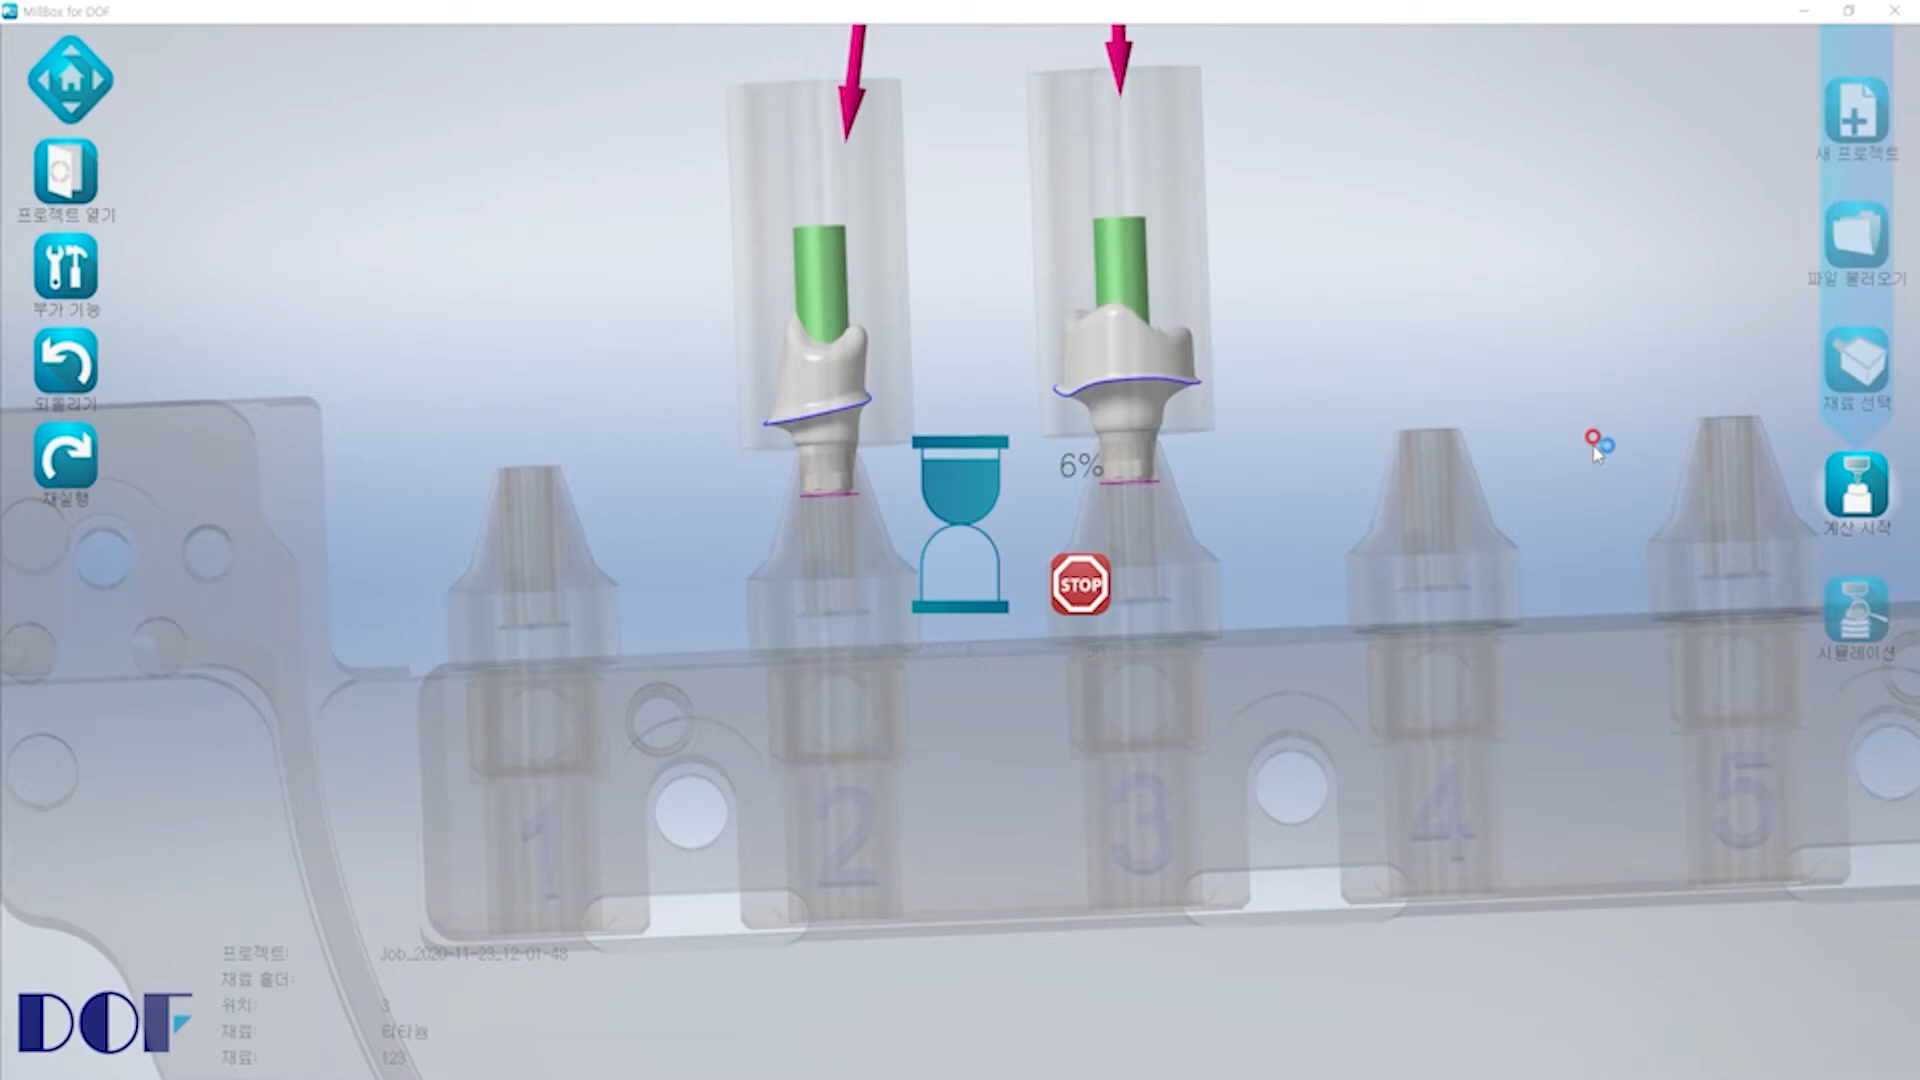 MillBox for DOF
프로젝트 열기
부가 기능
되돌리기
재실행
새 프로젝트
파일 불러오기
재료 선택
계산 시작
시뮬레이션
6%
STOP
1 2 3 4 5
프로젝트: Job_2020-11-23_12-01-48
재료 홀더:
위치: 3
재료: 티타늄
재료: 123
DOF